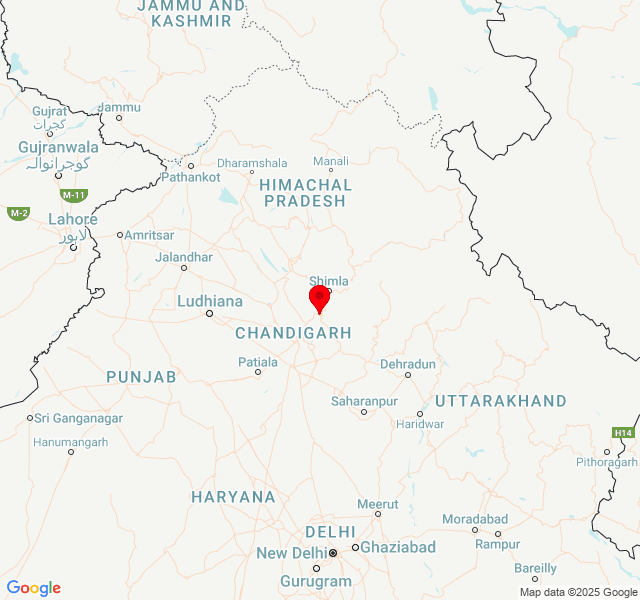 JAMMU AND
KASHMIR
Gujrat
گجرات
Jammu
Gujranwala
گوجرانوالہ
Dharamshala
Manali
Pathankot
HIMACHAL
PRADESH
M-11
M-2
Lahore
لاہور
Amritsar
Jalandhar
Shimla
Ludhiana
CHANDIGARH
Patiala
Dehradun
PUNJAB
Saharanpur
UTTARAKHAND
Haridwar
Sri Ganganagar
H14
Hanumangarh
Pithoragarh
HARYANA
Meerut
DELHI
Moradabad
Rampur
New Delhi
Ghaziabad
Gurugram
Bareilly
Google
Map data ©2025 Google